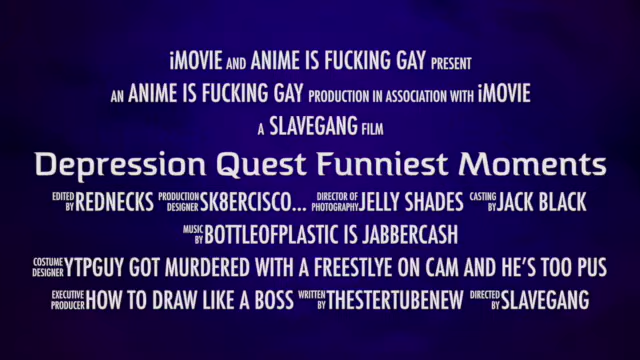 iMOVIE AND ANIME IS FUCKING GAY PRESENT
AN ANIME IS FUCKING GAY PRODUCTION IN ASSOCIATION WITH iMOVIE
A SLAVEGANG FILM
Depression Quest Funniest Moments
EDITED BY REDNECKS PRODUCTION DESIGNER SK8ERCISCO... DIRECTOR OF PHOTOGRAPHY JELLY SHADES CASTING BY JACK BLACK
MUSIC BY BOTTLEOFPLASTIC IS JABBERCASH
COSTUME DESIGNER YTPGUY GOT MURDERED WITH A FREESTLYE ON CAM AND HE'S TOO PUS
EXECUTIVE PRODUCER HOW TO DRAW LIKE A BOSS WRITTEN BY THESTERTUBENEW DIRECTED BY SLAVEGANG